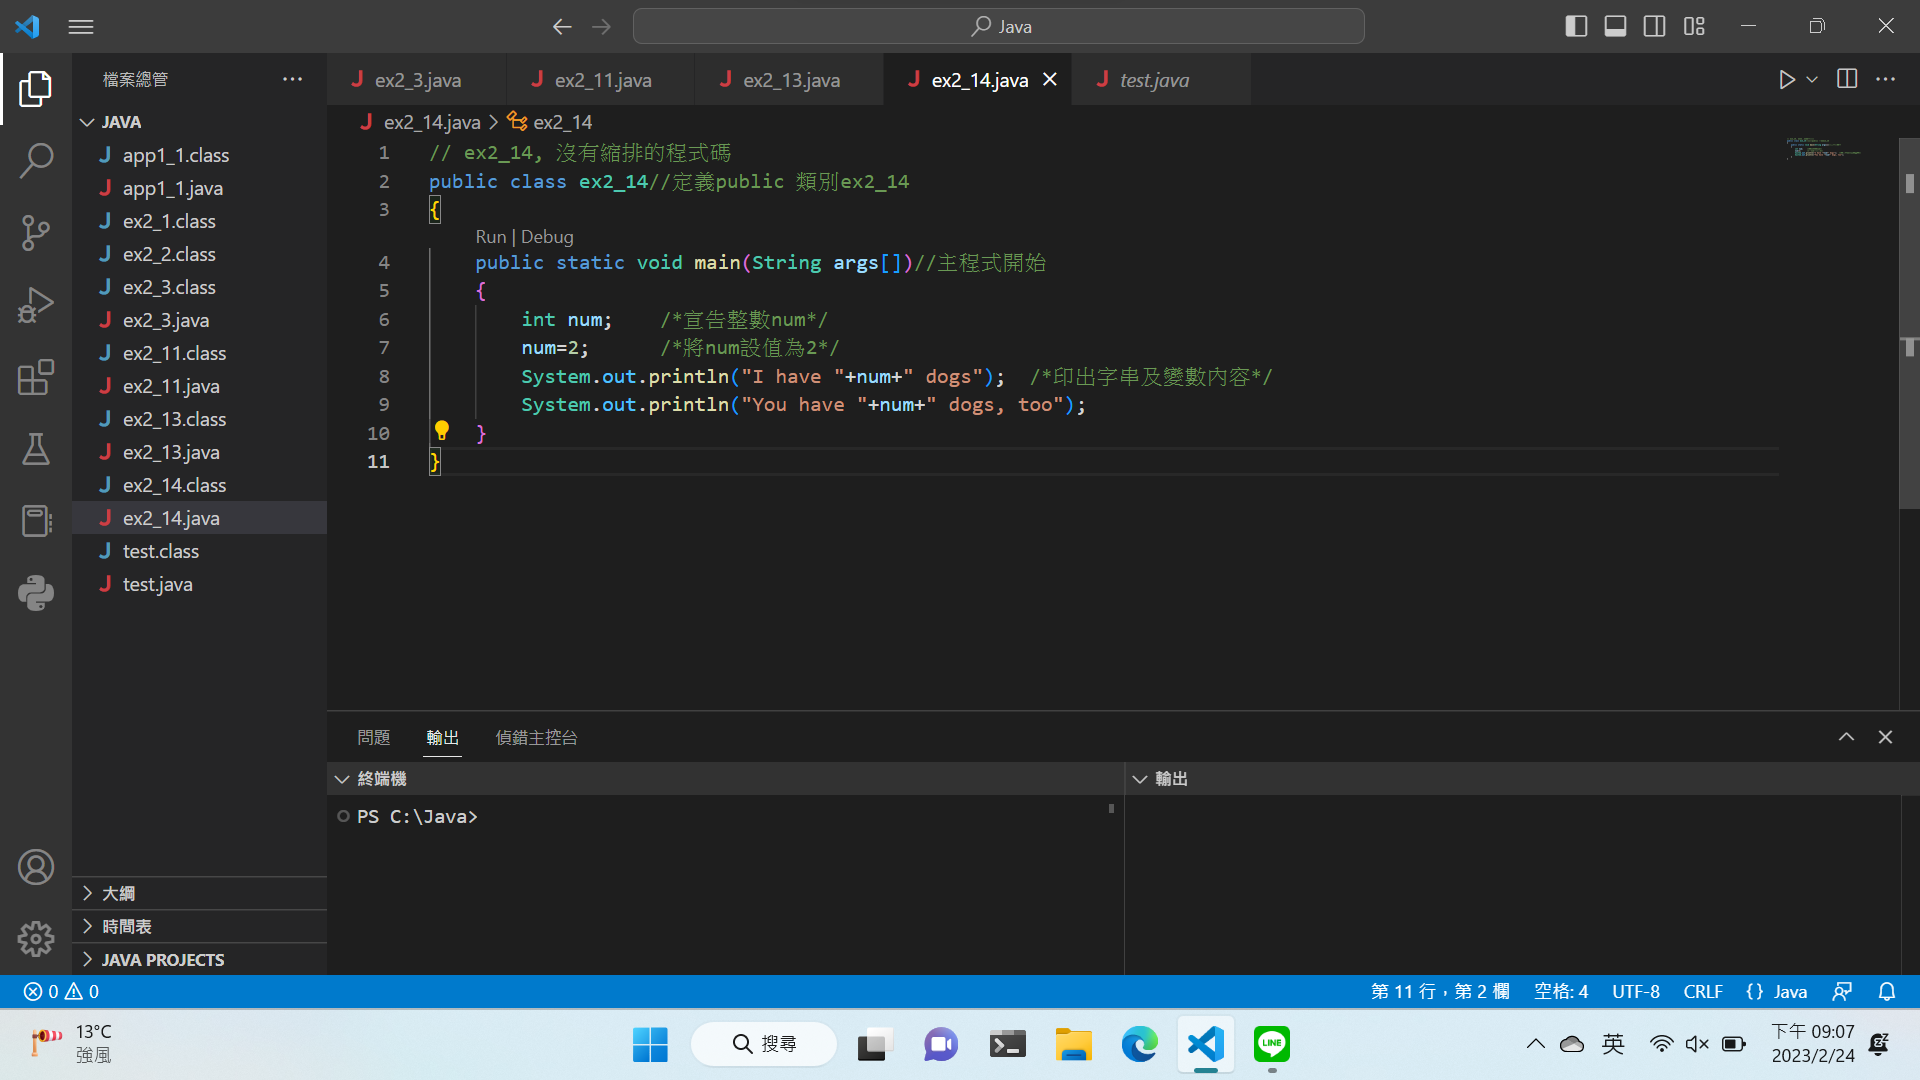 Java
檔案總管
ex2_3.java
ex2_11.java
ex2_13.java
ex2_14.java
test.java
JAVA
app1_1.class
app1_1.java
ex2_1.class
ex2_2.class
ex2_3.class
ex2_3.java
ex2_11.class
ex2_11.java
ex2_13.class
ex2_13.java
ex2_14.class
ex2_14.java
test.class
test.java
大綱
時間表
JAVA PROJECTS
ex2_14.java > ex2_14
1 // ex2_14, 沒有縮排的程式碼
2 public class ex2_14//定義public 類別ex2_14
3 {
Run | Debug
4 public static void main(String args[])//主程式開始
5 {
6 int num; /*宣告整數num*/
7 num=2; /*將num設值為2*/
8 System.out.println("I have "+num+" dogs"); /*印出字串及變數內容*/
9 System.out.println("You have "+num+" dogs, too");
10 }
11 }
問題 輸出 偵錯主控台
終端機
輸出
PS C:\Java>
0 0
第 11 行，第 2 欄 空格: 4 UTF-8 CRLF {} Java
13°C
強風
搜尋
LINE
英
下午 09:07
2023/2/24